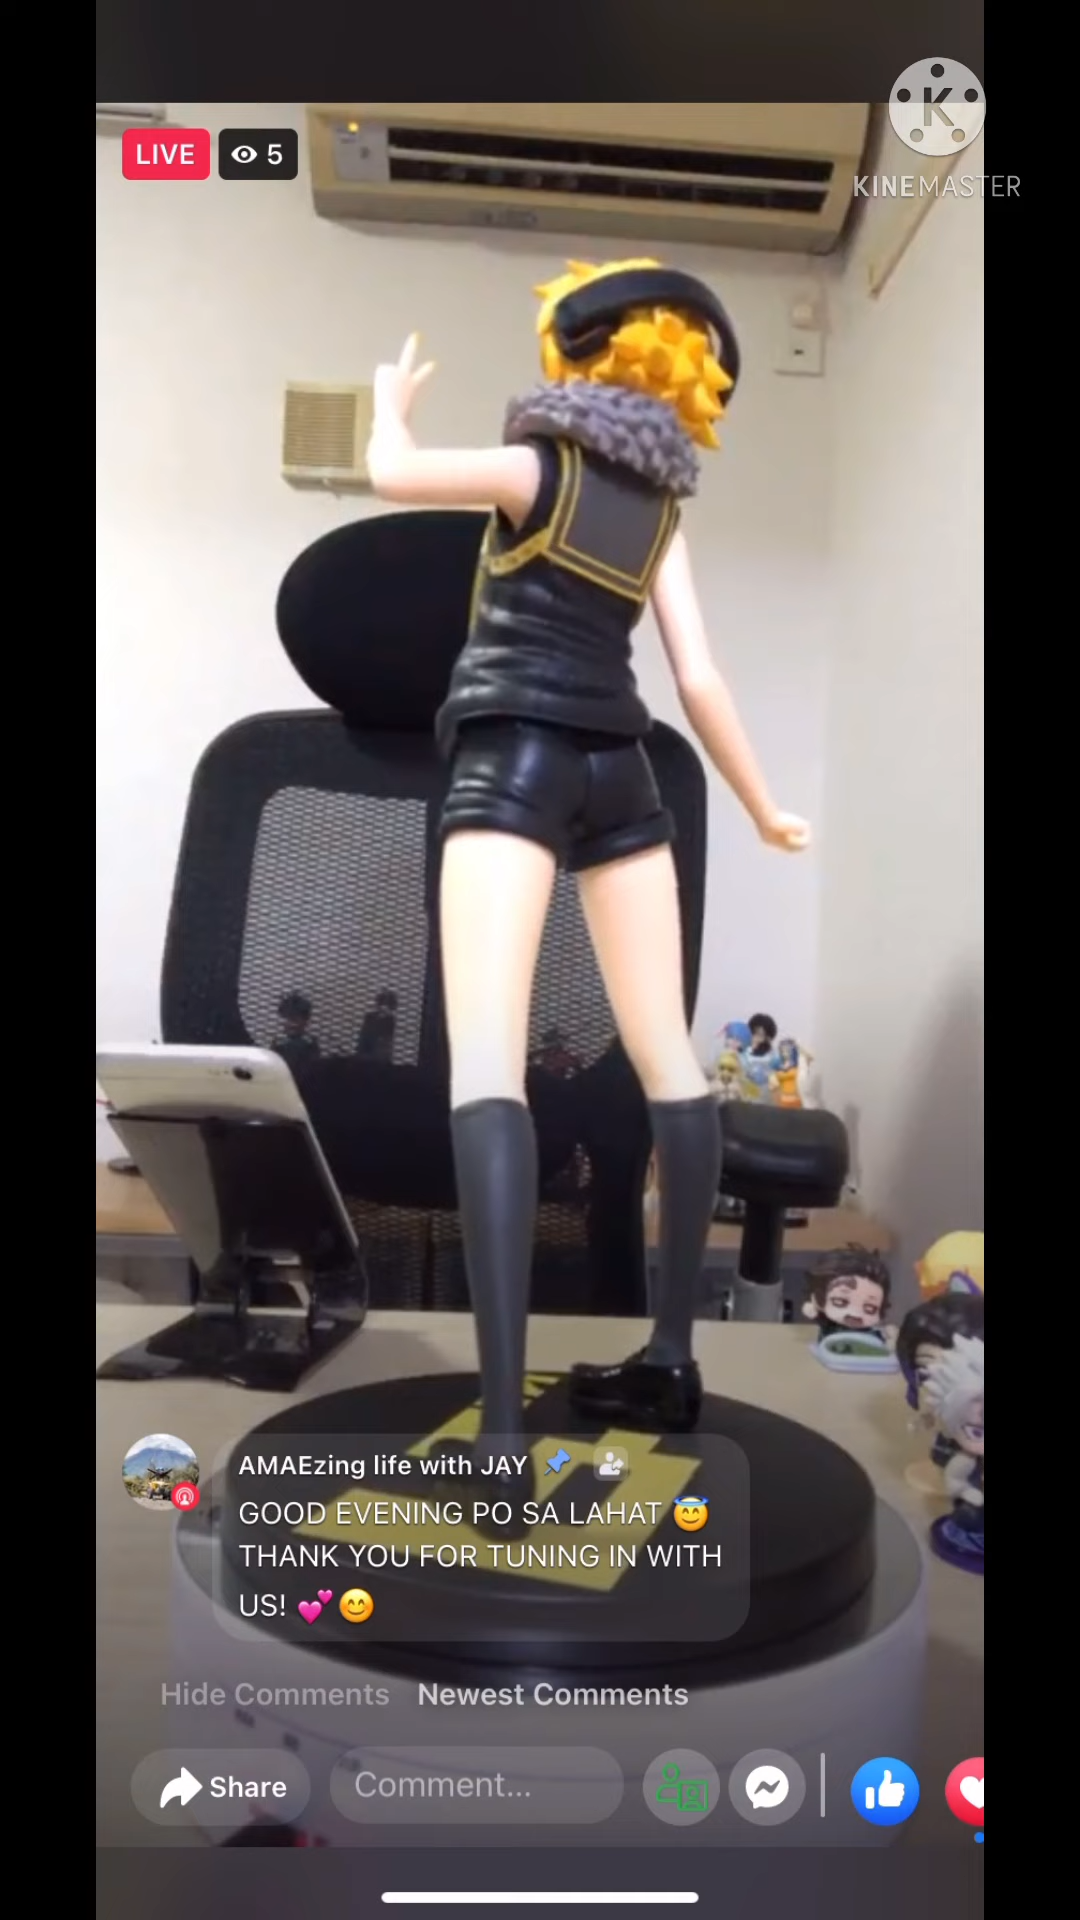 LIVE
5
K
KINEMASTER
AMAEzing life with JAY
GOOD EVENING PO SA LAHAT 😇
THANK YOU FOR TUNING IN WITH
US! 💕😊
Hide Comments Newest Comments
Share
Comment...